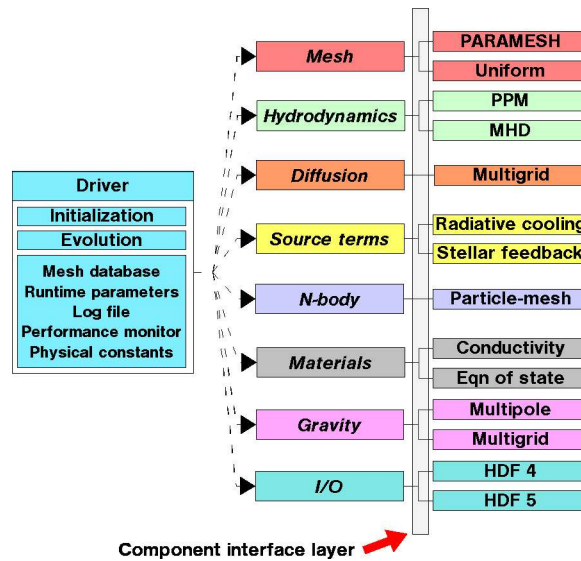 Driver
Initialization
Evolution
Mesh database
Runtime parameters
Log file
Performance monitor
Physical constants
Mesh
Hydrodynamics
Diffusion
Source terms
N-body
Materials
Gravity
I/O
PARAMESH
Uniform
PPM
MHD
Multigrid
Radiative cooling
Stellar feedback
Particle-mesh
Conductivity
Eqn of state
Multipole
Multigrid
HDF 4
HDF 5
Component interface layer